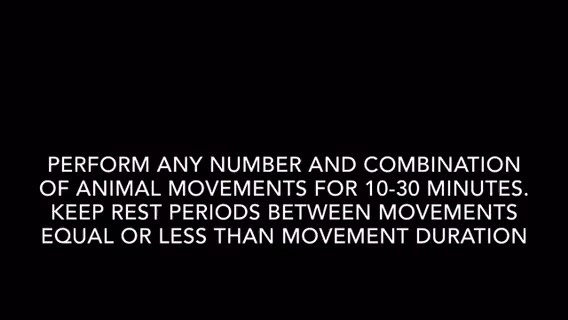 PERFORM ANY NUMBER AND COMBINATION
OF ANIMAL MOVEMENTS FOR 10-30 MINUTES.
KEEP REST PERIODS BETWEEN MOVEMENTS
EQUAL OR LESS THAN MOVEMENT DURATION